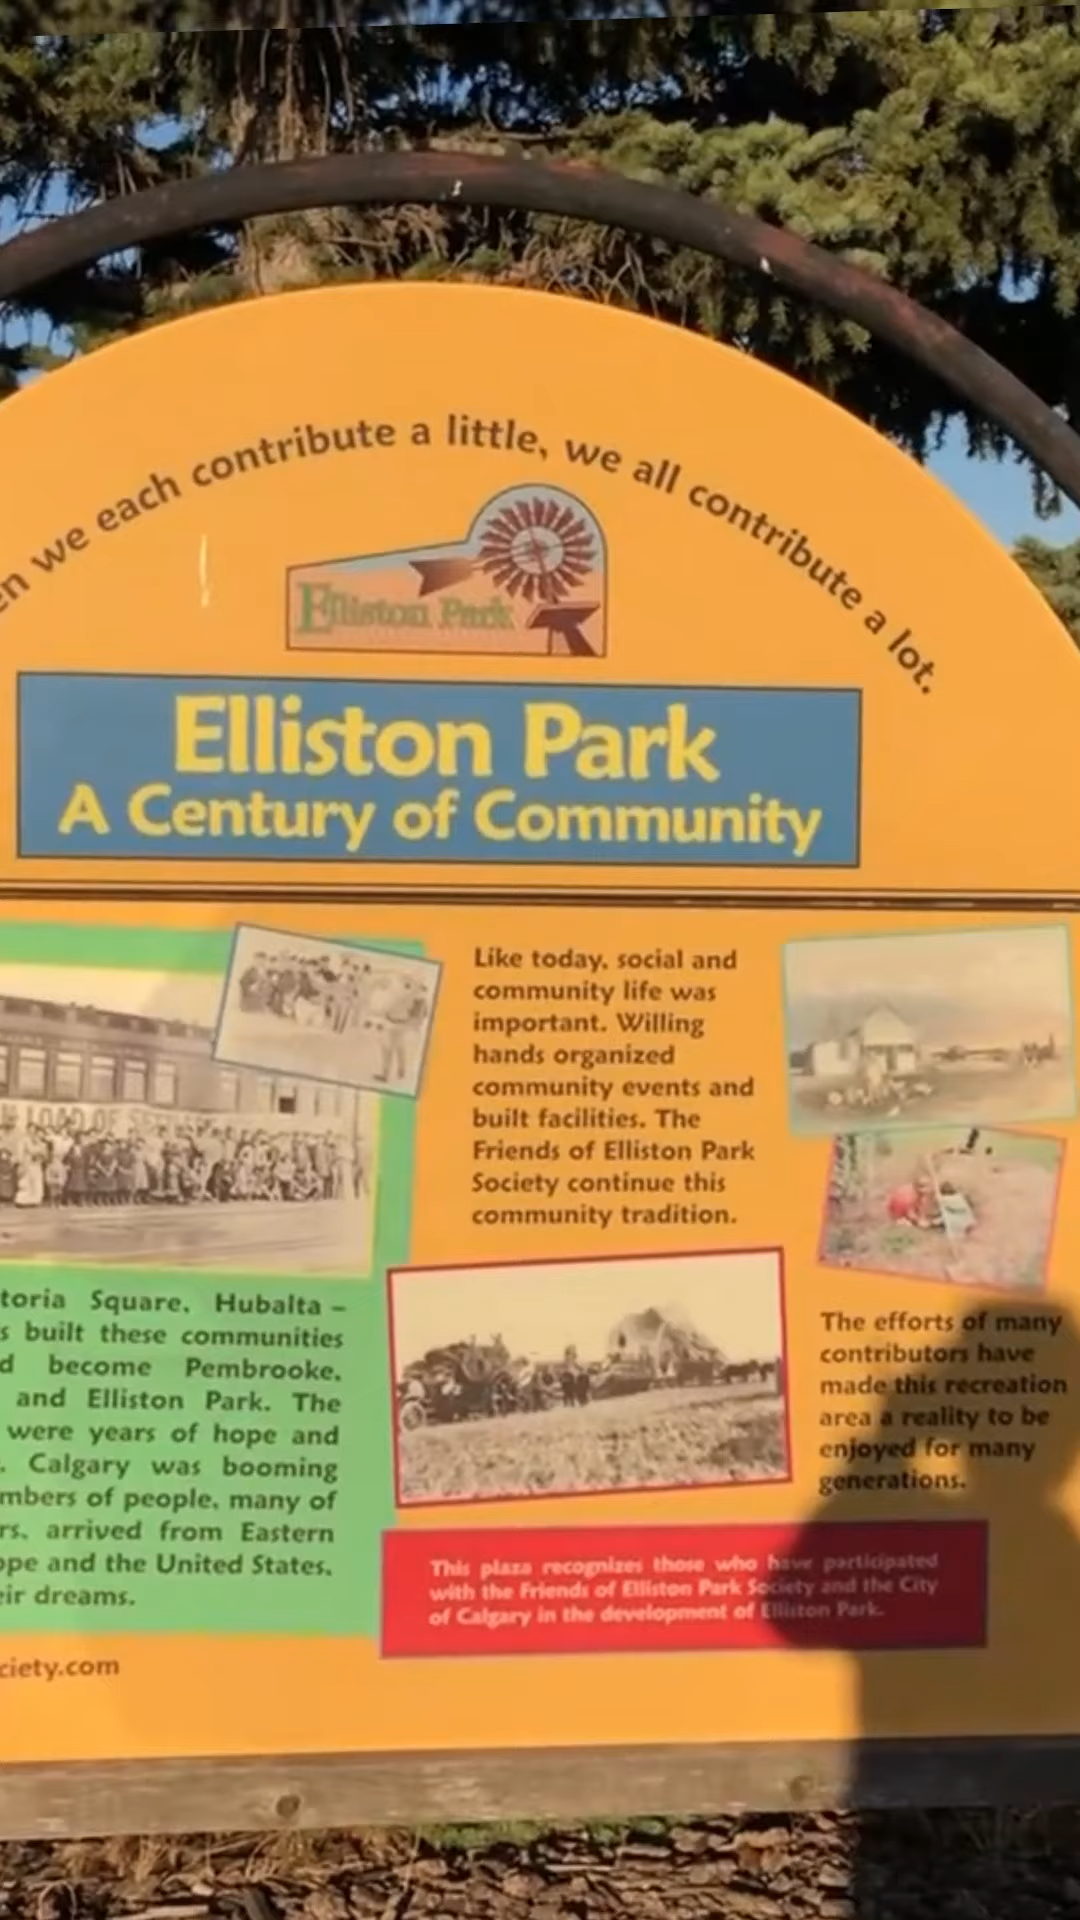 we each contribute a little, we all contribute a lot.
Elliston Park
Elliston Park
A Century of Community
LOAD OF
Like today, social and
community life was
important. Willing
hands organized
community events and
built facilities. The
Friends of Elliston Park
Society continue this
community tradition.
Square, Hubalta –
built these communities
become Pembrooke,
and Elliston Park. The
were years of hope and
Calgary was booming
of people, many of
arrived from Eastern
and the United States,
dreams.
The efforts of many
contributors have
made this recreation
area a reality to be
enjoyed for many
generations.
This plaza recognizes those who have participated
with the Friends of Elliston Park Society and the City
of Calgary in the development of Elliston Park.
ciety.com